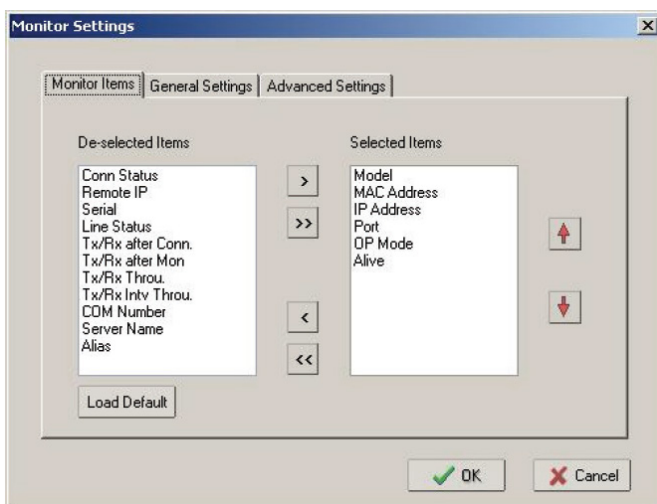 Monitor Settings
Monitor Items
General Settings
Advanced Settings
De-selected Items
Conn Status
Remote IP
Serial
Line Status
Tx/Rx after Conn.
Tx/Rx after Mon
Tx/Rx Throu.
Tx/Rx Intv Throu.
COM Number
Server Name
Alias
>
>>
<
<<
Selected Items
Model
MAC Address
IP Address
Port
OP Mode
Alive
Load Default
OK
Cancel